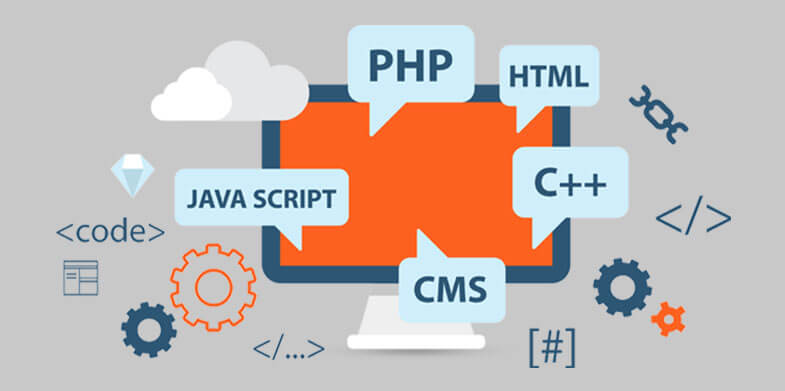 PHP
HTML
C++
JAVA SCRIPT
<code>
</>
CMS
</...>
[#]